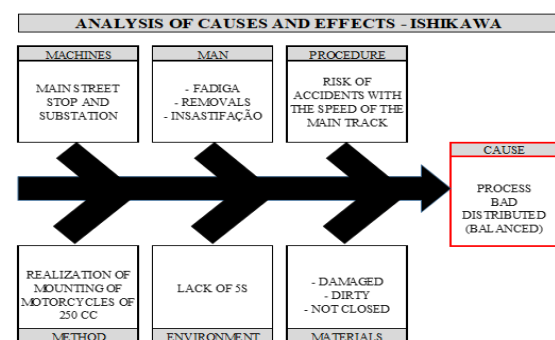 ANALYSIS OF CAUSES AND EFFECTS - ISHIKAWA
MACHINES
MAIN STREET
STOP AND
SUBSTATION
MAN
- FADIGA
- REMOVALS
- INSASTIFAÇÃO
PROCEDURE
RISK OF
ACCIDENTS WITH
THE SPEED OF THE
MAIN TRACK
CAUSE
PROCESS
BAD
DISTRIBUTED
(BALANCED)
REALIZATION OF
MOUNTING OF
MOTORCYCLES OF
250 CC
METHOD
LACK OF 5S
ENVIRONMENT
- DAMAGED
- DIRTY
- NOT CLOSED
MATERIALS